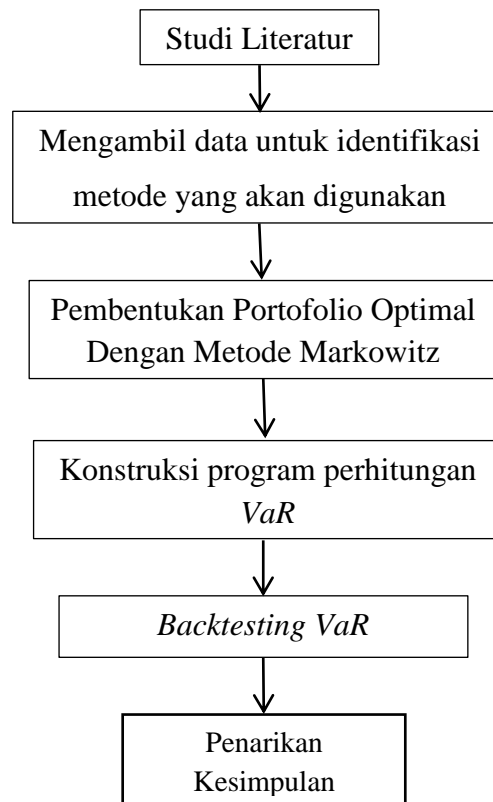 Studi Literatur
Mengambil data untuk identifikasi
metode yang akan digunakan
Pembentukan Portofolio Optimal
Dengan Metode Markowitz
Konstruksi program perhitungan
VaR
Backtesting VaR
Penarikan
Kesimpulan